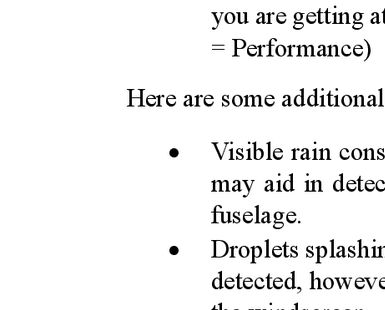 you are getting at
= Performance)
Here are some additional
• Visible rain cons
may aid in detec
fuselage.
• Droplets splashin
detected, howeve
the windscreen